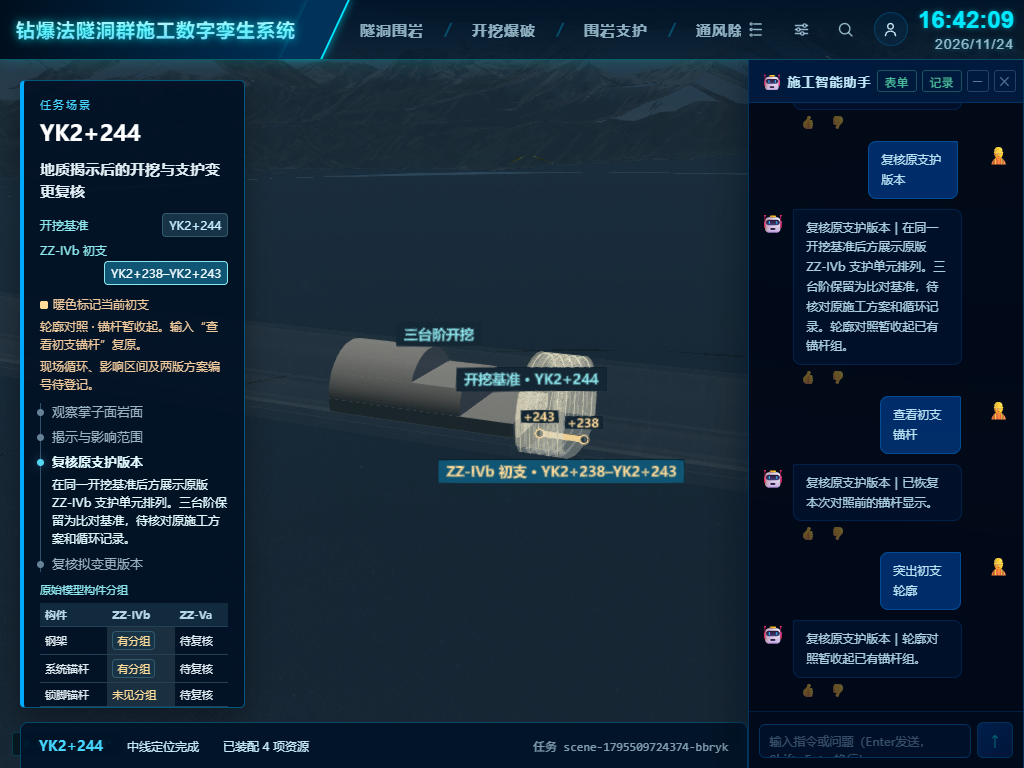 钻爆法隧洞群施工数字孪生系统
隧洞围岩 / 开挖爆破 / 围岩支护 / 通风除
16:42:09
2026/11/24
任务场景
YK2+244
地质揭示后的开挖与支护变
更复核
开挖基准 YK2+244
ZZ-IVb 初支
YK2+238—YK2+243
暖色标记当前初支
轮廓对照 · 锚杆暂收起。输入“查
看初支锚杆”复原。
现场循环、影响区间及两版方案编
号待登记。
观察掌子面岩面
揭示与影响范围
复核原支护版本
在同一开挖基准后方展示原版
ZZ-IVb 支护单元排列。三台阶保
留为比对基准，待核对原施工方
案和循环记录。
复核拟变更版本
原始模型构件分组
构件 ZZ-IVb ZZ-Va
钢架 有分组 待复核
系统锚杆 有分组 待复核
锁脚锚杆 未见分组 待复核
三台阶开挖
开挖基准 • YK2+244
+243
+238
ZZ-IVb 初支 • YK2+238—YK2+243
YK2+244 中线定位完成 已装配 4 项资源
任务 scene-1795509724374-bbryk
施工智能助手 表单 记录
复核原支护
版本
复核原支护版本 | 在同一
开挖基准后方展示原版
ZZ-IVb 支护单元排列。三
台阶保留为比对基准，待
核对原施工方案和循环记
录。轮廓对照暂收起已有
锚杆组。
查看初支
锚杆
复核原支护版本 | 已恢复
本次对照前的锚杆显示。
突出初支
轮廓
复核原支护版本 | 轮廓对
照暂收起已有锚杆组。
输入指令或问题（Enter发送，